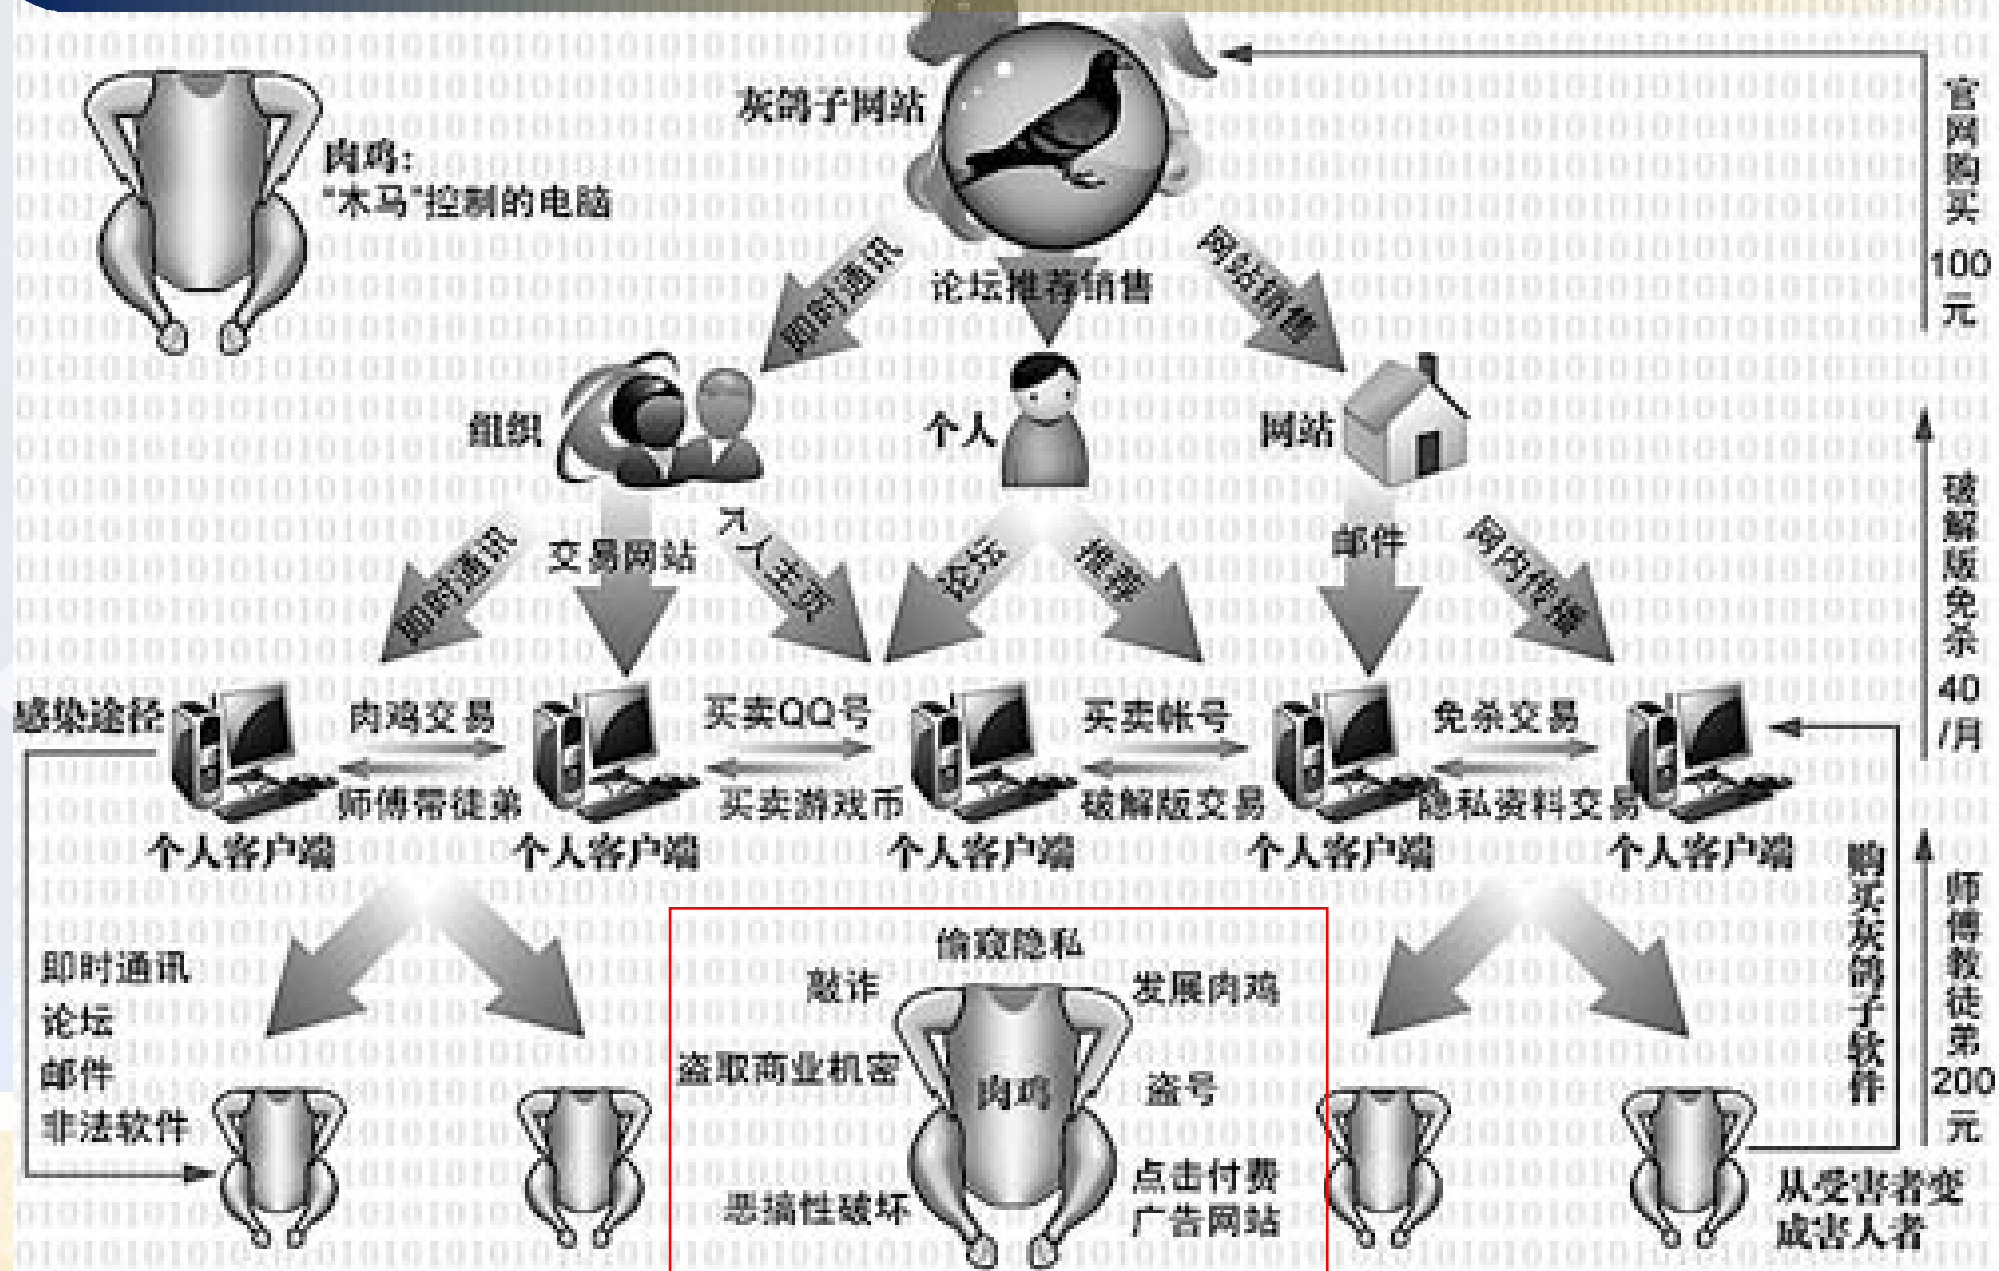 灰鸽子网站
肉鸡:
"木马"控制的电脑
官网购买100元
即时通讯
论坛推荐销售
网站销售
组织
个人
网站
破解版免杀40/月
即时通讯
交易网站
个人主页
论坛
推荐
邮件
网内传播
感染途径
肉鸡交易
买卖QQ号
买卖帐号
免杀交易
师傅带徒弟
买卖游戏币
破解版交易
隐私资料交易
个人客户端
个人客户端
个人客户端
个人客户端
个人客户端
购买灰鸽子软件
师傅教徒弟200元
即时通讯
论坛
邮件
非法软件
偷窥隐私
敲诈
发展肉鸡
盗取商业机密
肉鸡
盗号
恶搞性破坏
点击付费
广告网站
从受害者变
成害人者